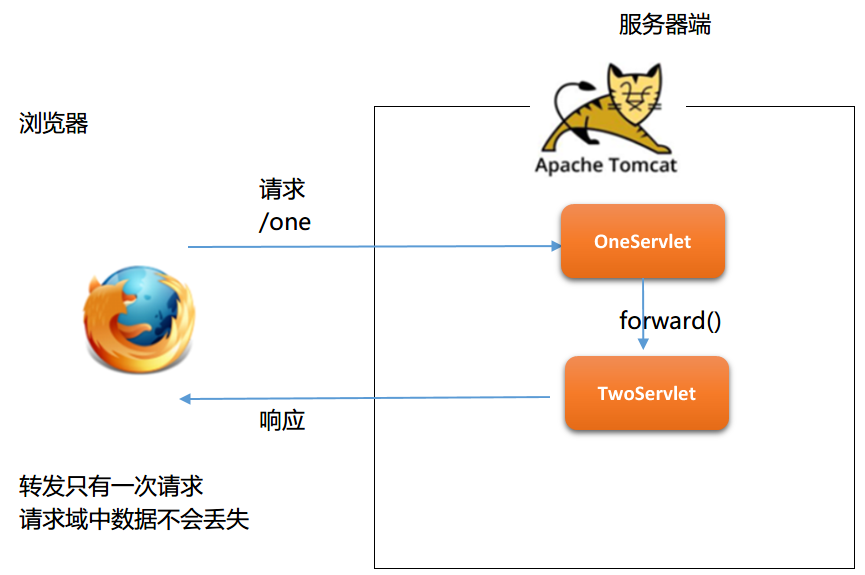 服务器端
浏览器
Apache Tomcat
请求
/one
OneServlet
forward()
TwoServlet
响应
转发只有一次请求
请求域中数据不会丢失